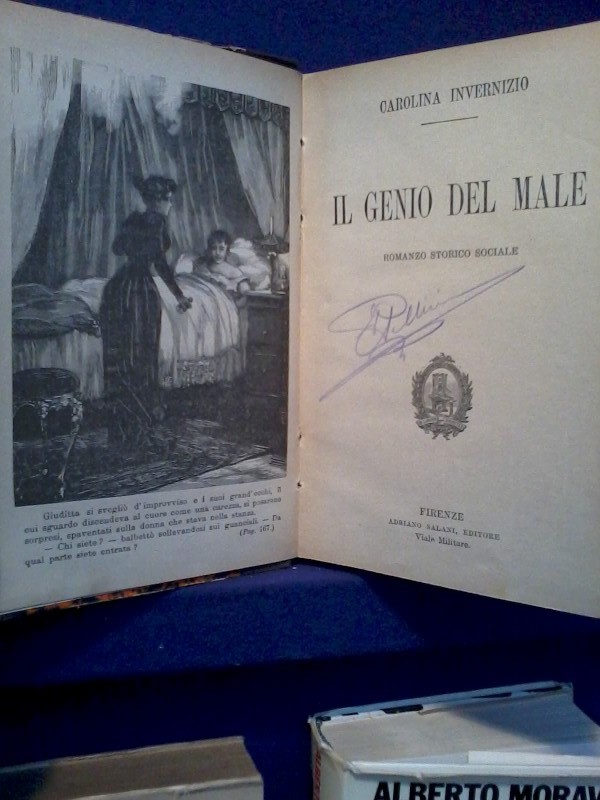 Giuditta si svegliò d'improvviso e i suoi grand'occhi, il
cui sguardo discendeva al cuore come una carezza, si posarono
sorpresi, spaventati sulla donna che stava nella stanza.
— Chi siete? — balbettò sollevandosi sui guanciali. — Da
qual parte siete entrata?
(Pag. 167.)
CAROLINA INVERNIZIO
IL GENIO DEL MALE
ROMANZO STORICO SOCIALE
FIRENZE
ADRIANO SALANI, EDITORE
Viale Militare.
ALBERTO MORAV